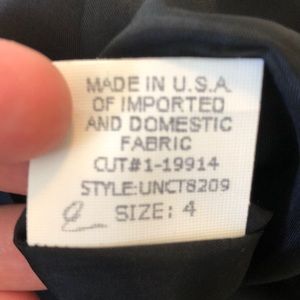 MADE IN U.S.A.
OF IMPORTED
AND DOMESTIC
FABRIC
CUT#1-19914
STYLE:UNCT8209
SIZE: 4